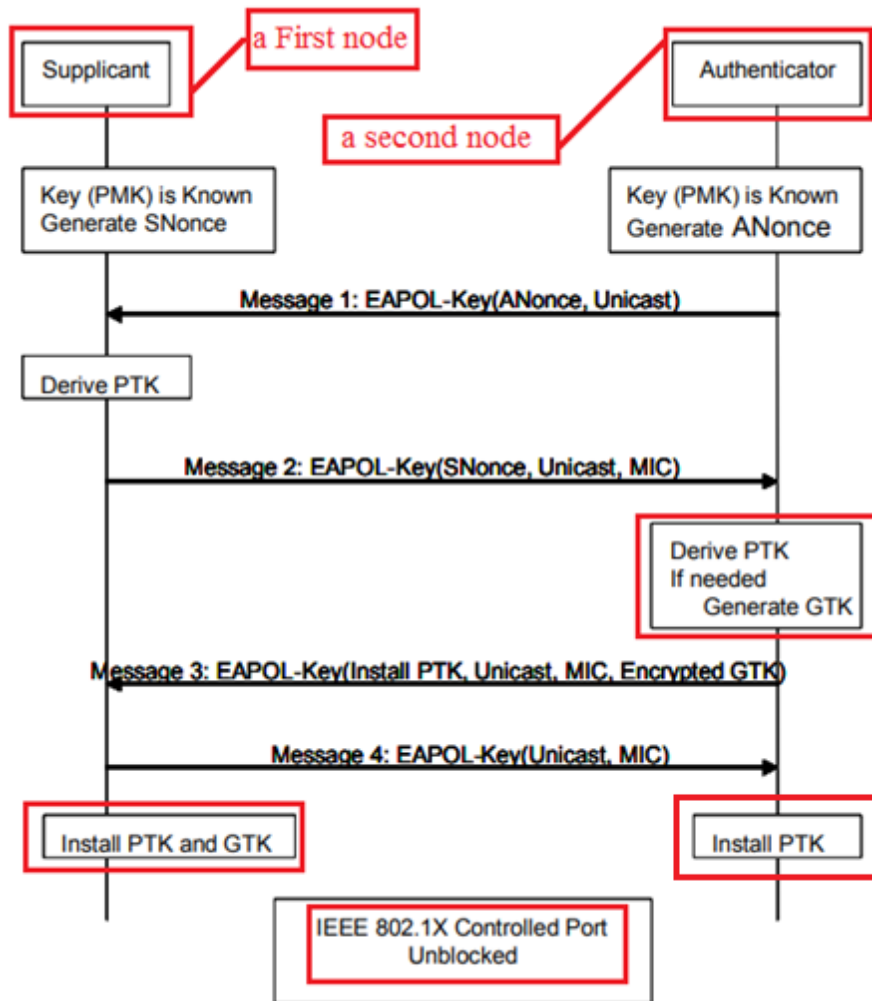 a First node
Supplicant
Authenticator
a second node
Key (PMK) is Known
Generate SNonce
Key (PMK) is Known
Generate ANonce
Message 1: EAPOL-Key(ANonce, Unicast)
Derive PTK
Message 2: EAPOL-Key(SNonce, Unicast, MIC)
Derive PTK
If needed
Generate GTK
Message 3: EAPOL-Key(Install PTK, Unicast, MIC, Encrypted GTK)
Message 4: EAPOL-Key(Unicast, MIC)
Install PTK and GTK
Install PTK
IEEE 802.1X Controlled Port
Unblocked